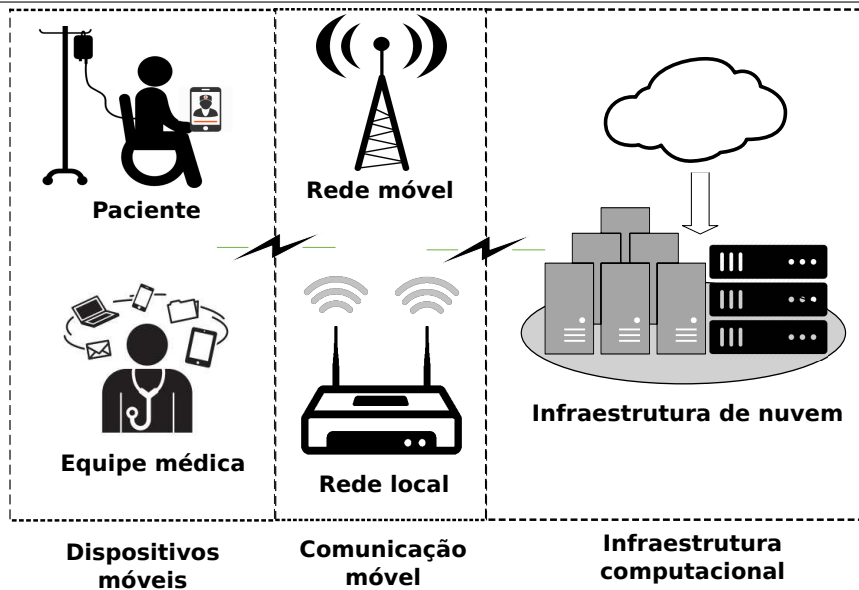 Paciente
Rede móvel
Equipe médica
Rede local
Infraestrutura de nuvem
Dispositivos
móveis
Comunicação
móvel
Infraestrutura
computacional